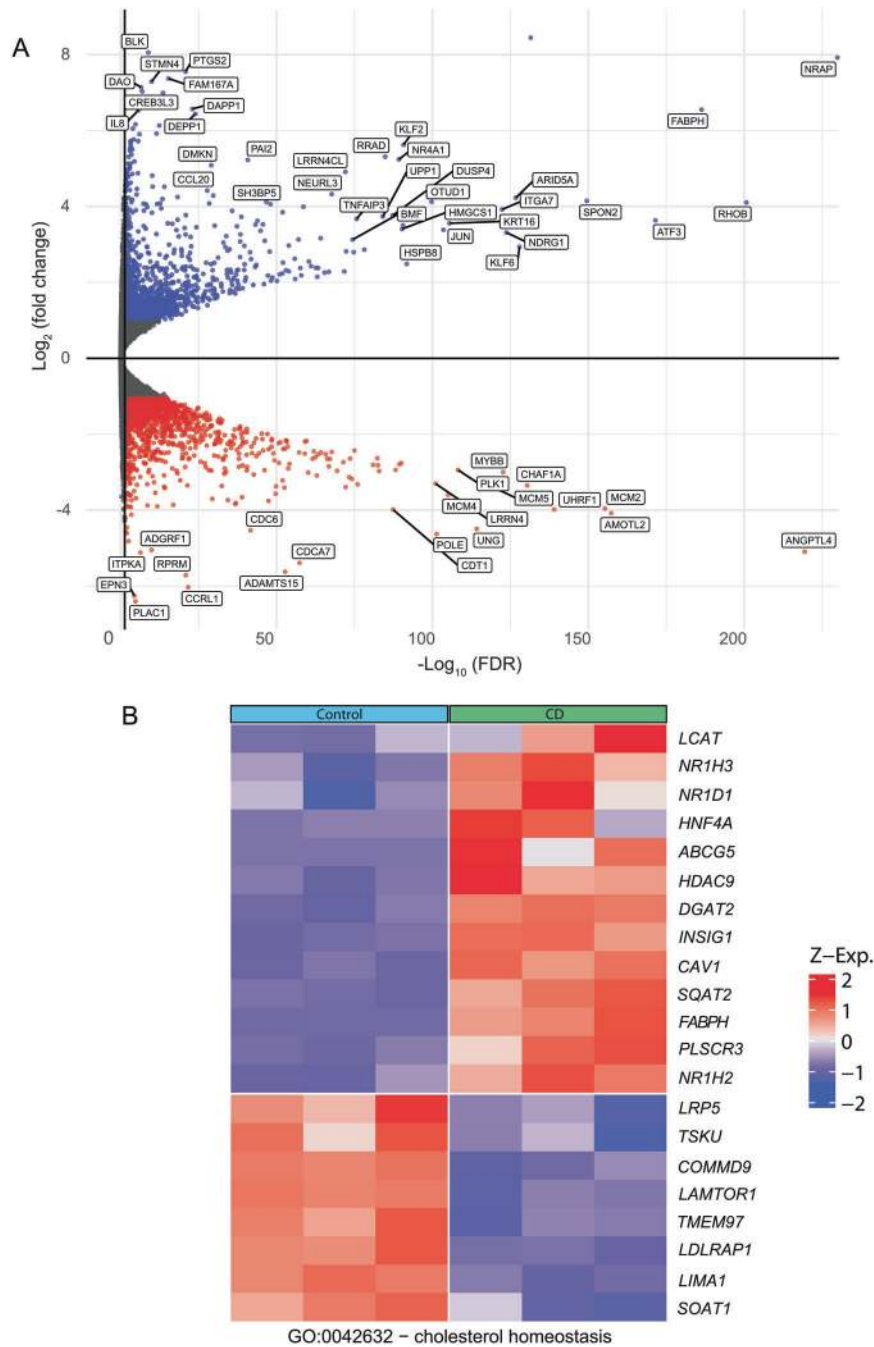 A
Log2 (fold change)
8
4
0
-4
BLK
STMN4
PTGS2
NRAP
DAO
FAM167A
CREB3L3
DAPP1
FABPH
IL8
DEPP1
KLF2
RRAD
PAI2
NR4A1
DMKN
LRRN4CL
UPP1
DUSP4
CCL20
NEURL3
OTUD1
ARID5A
SH3BP5
TNFAIP3
ITGA7
BMF
HMGCS1
SPON2
RHOB
KRT16
JUN
NDRG1
ATF3
HSPB8
KLF6
MYBB
CHAF1A
PLK1
MCM5
UHRF1
MCM2
MCM4
LRRN4
AMOTL2
CDC6
ADGRF1
POLE
UNG
ANGPTL4
ITPKA
RPRM
CDCA7
CDT1
EPN3
ADAMTS15
PLAC1
CCRL1
0 50 100 150 200
-Log10 (FDR)
B
Control CD
LCAT
NR1H3
NR1D1
HNF4A
ABCG5
HDAC9
DGAT2
INSIG1
CAV1
SQAT2
FABPH
PLSCR3
NR1H2
LRP5
TSKU
COMMD9
LAMTOR1
TMEM97
LDLRAP1
LIMA1
SOAT1
Z-Exp.
2
1
0
-1
-2
GO:0042632 – cholesterol homeostasis